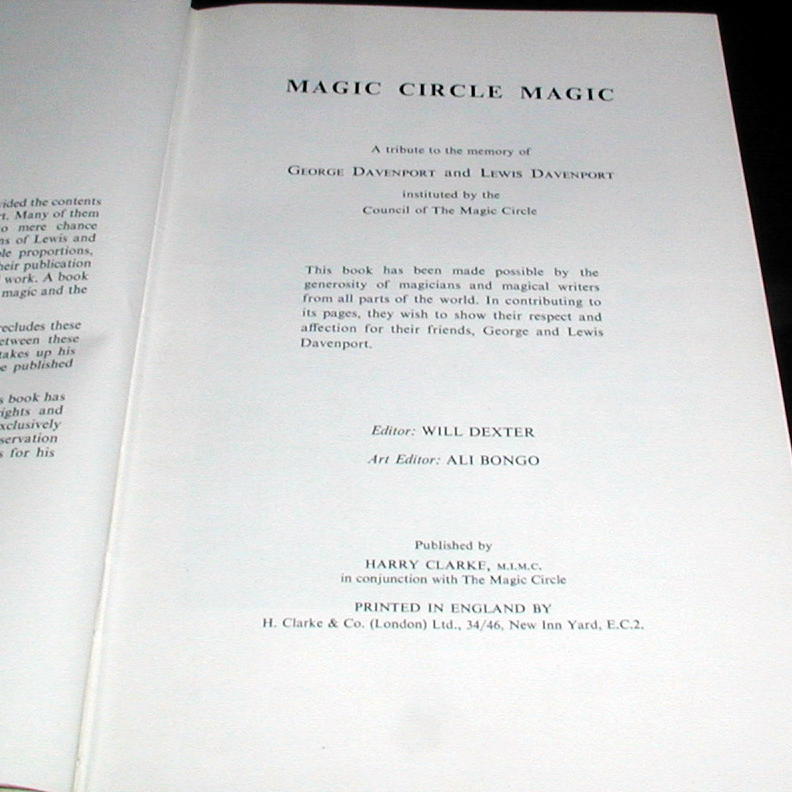 ided the contents
t. Many of them
o mere chance
ns of Lewis and
le proportions,
heir publication
work. A book
magic and the
recludes these
etween these
takes up his
e published
s book has
ights and
xclusively
servation
s for his
MAGIC CIRCLE MAGIC
A tribute to the memory of
GEORGE DAVENPORT and LEWIS DAVENPORT
instituted by the
Council of The Magic Circle
This book has been made possible by the
generosity of magicians and magical writers
from all parts of the world. In contributing to
its pages, they wish to show their respect and
affection for their friends, George and Lewis
Davenport.
Editor: WILL DEXTER
Art Editor: ALI BONGO
Published by
HARRY CLARKE, M.I.M.C.
in conjunction with The Magic Circle
PRINTED IN ENGLAND BY
H. Clarke & Co. (London) Ltd., 34/46, New Inn Yard, E.C.2.